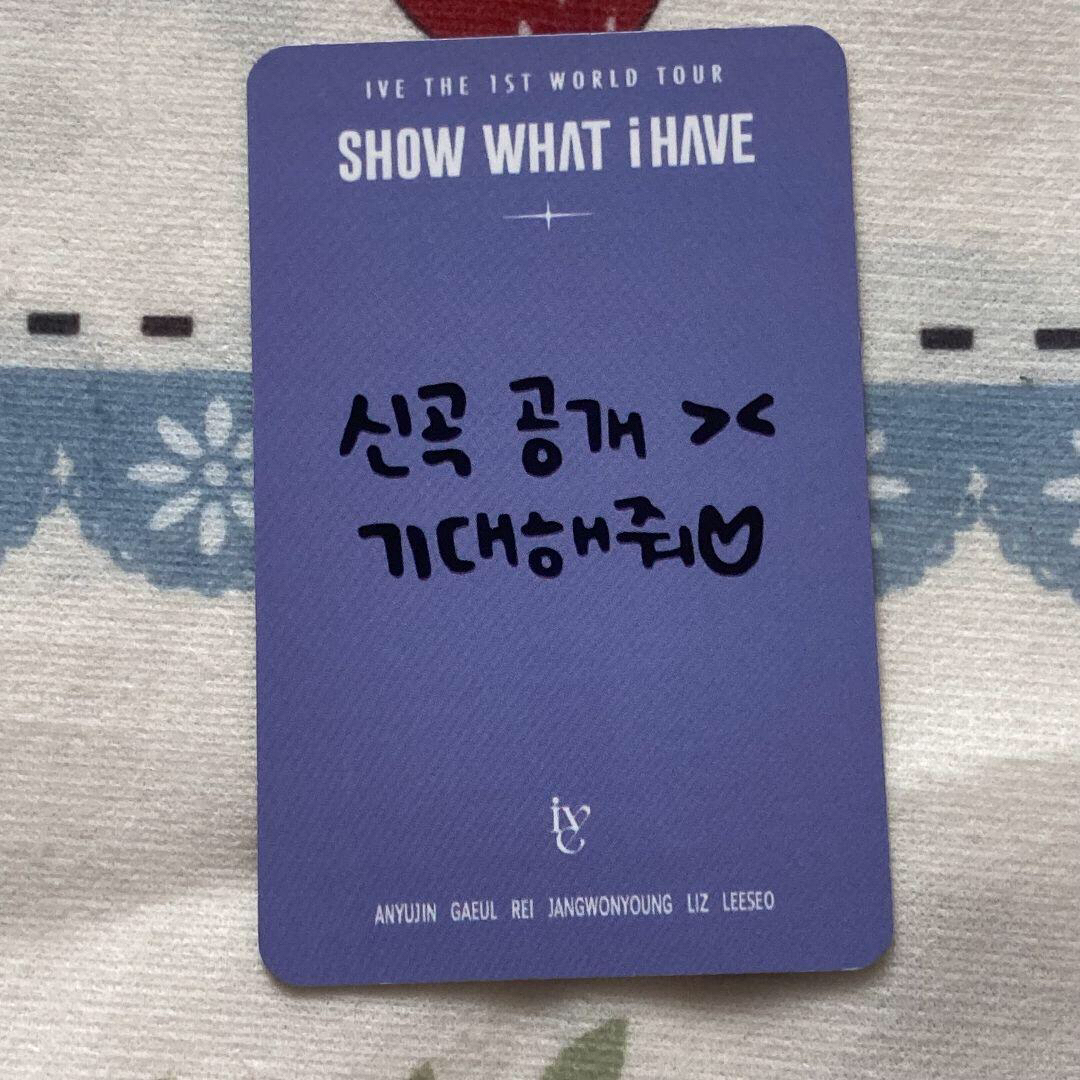 IVE THE 1ST WORLD TOUR
SHOW WHAT i HAVE
신곡 공개 ><
기대해줘♡
ive
ANYUJIN GAEUL REI JANGWONYOUNG LIZ LEESEO